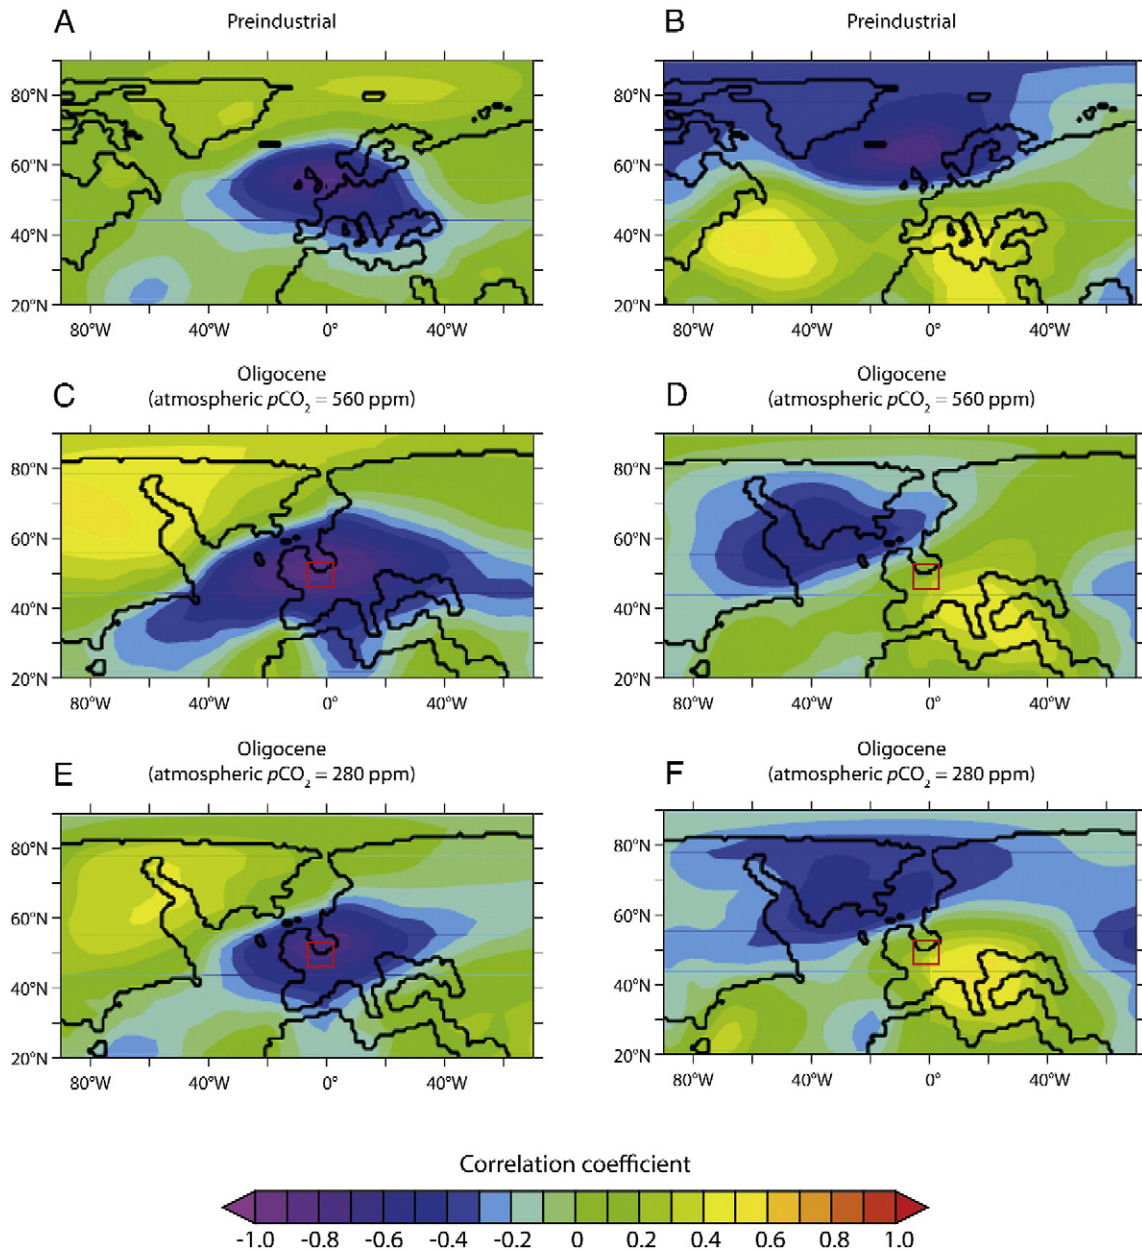 A
Preindustrial
B
Preindustrial
80°N
60°N
40°N
20°N
80°N
60°N
40°N
20°N
80°W
40°W
0°
40°W
80°W
40°W
0°
40°W
C
Oligocene
(atmospheric pCO₂ = 560 ppm)
D
Oligocene
(atmospheric pCO₂ = 560 ppm)
80°N
60°N
40°N
20°N
80°N
60°N
40°N
20°N
80°W
40°W
0°
40°W
80°W
40°W
0°
40°W
E
Oligocene
(atmospheric pCO₂ = 280 ppm)
F
Oligocene
(atmospheric pCO₂ = 280 ppm)
80°N
60°N
40°N
20°N
80°N
60°N
40°N
20°N
80°W
40°W
0°
40°W
80°W
40°W
0°
40°W
Correlation coefficient
-1.0 -0.8 -0.6 -0.4 -0.2 0 0.2 0.4 0.6 0.8 1.0